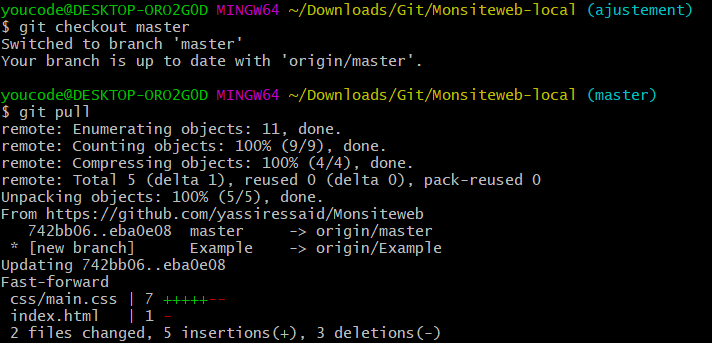 youcode@DESKTOP-ORO2G0D MINGW64 ~/Downloads/Git/Monsiteweb-local (ajustement)
$ git checkout master
Switched to branch 'master'
Your branch is up to date with 'origin/master'.
youcode@DESKTOP-ORO2G0D MINGW64 ~/Downloads/Git/Monsiteweb-local (master)
$ git pull
remote: Enumerating objects: 11, done.
remote: Counting objects: 100% (9/9), done.
remote: Compressing objects: 100% (4/4), done.
remote: Total 5 (delta 1), reused 0 (delta 0), pack-reused 0
Unpacking objects: 100% (5/5), done.
From https://github.com/yassiressaid/Monsiteweb
   742bb06..eba0e08  master     -> origin/master
 * [new branch]      Example    -> origin/Example
Updating 742bb06..eba0e08
Fast-forward
 css/main.css | 7 +++++--
 index.html   | 1 -
 2 files changed, 5 insertions(+), 3 deletions(-)